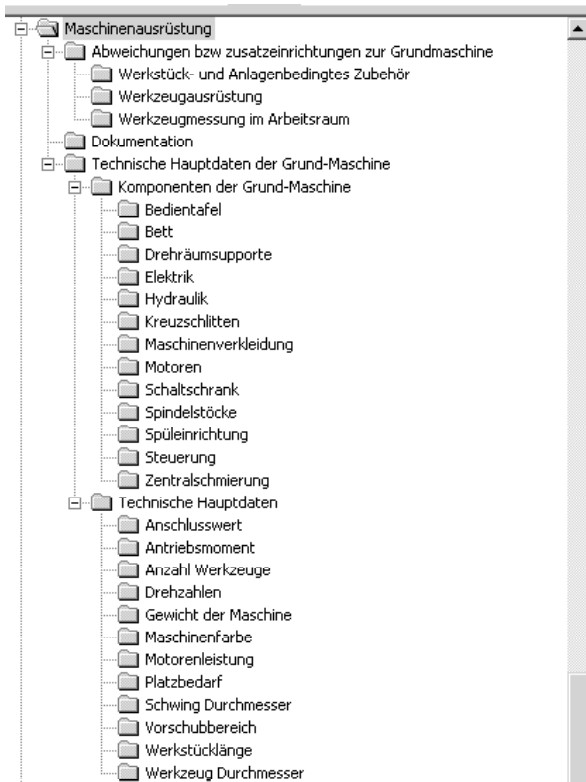 Maschinenausrüstung
Abweichungen bzw zusatzeinrichtungen zur Grundmaschine
Werkstück- und Anlagenbedingtes Zubehör
Werkzeugausrüstung
Werkzeugmessung im Arbeitsraum
Dokumentation
Technische Hauptdaten der Grund-Maschine
Komponenten der Grund-Maschine
Bedientafel
Bett
Drehräumsupporte
Elektrik
Hydraulik
Kreuzschlitten
Maschinenverkleidung
Motoren
Schaltschrank
Spindelstöcke
Spüleinrichtung
Steuerung
Zentralschmierung
Technische Hauptdaten
Anschlusswert
Antriebsmoment
Anzahl Werkzeuge
Drehzahlen
Gewicht der Maschine
Maschinenfarbe
Motorenleistung
Platzbedarf
Schwing Durchmesser
Vorschubbereich
Werkstücklänge
Werkzeug Durchmesser